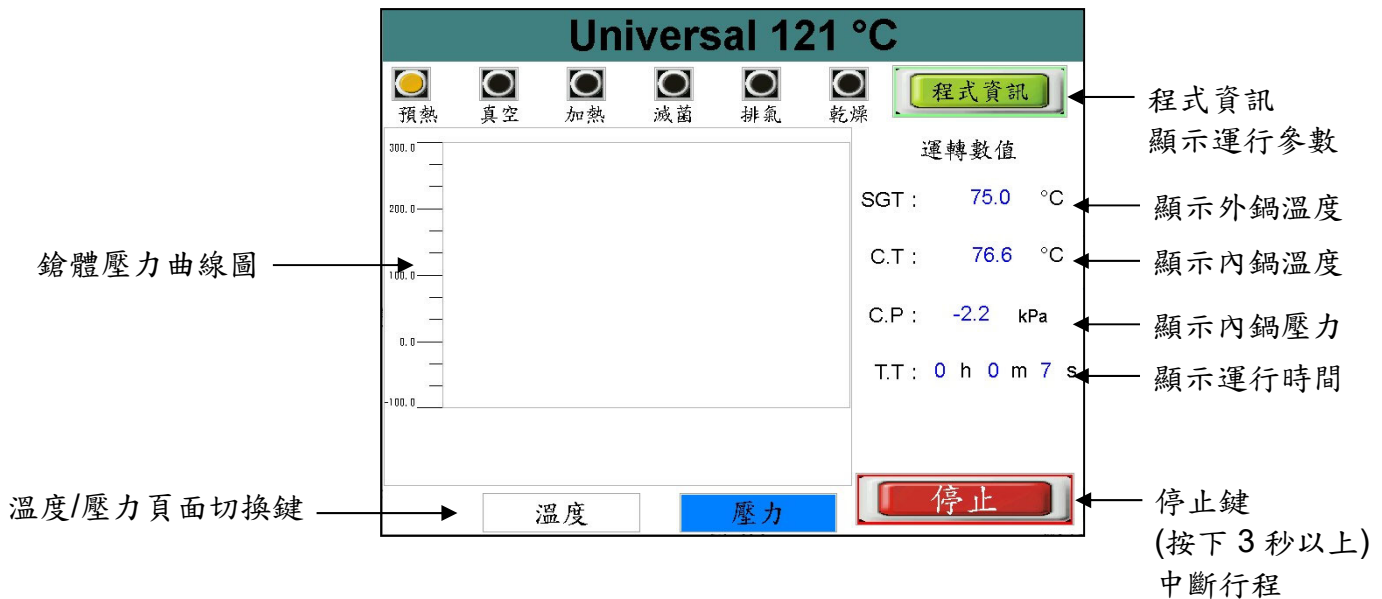 Universal 121 °C
預熱
真空
加熱
滅菌
排氣
乾燥
程式資訊
程式資訊
顯示運行參數
運轉數值
300.0
200.0
100.0
0.0
-100.0
SGT : 75.0 °C
顯示外鍋溫度
C.T : 76.6 °C
顯示內鍋溫度
C.P : -2.2 kPa
顯示內鍋壓力
T.T : 0 h 0 m 7 s
顯示運行時間
鎗體壓力曲線圖
溫度/壓力頁面切換鍵
溫度
壓力
停止
停止鍵
(按下 3 秒以上)
中斷行程